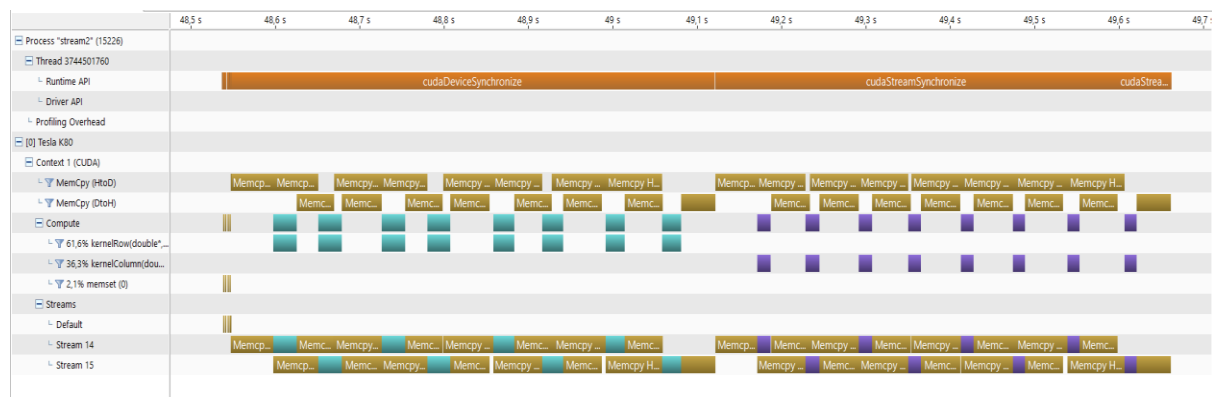 48,5 s 48,6 s 48,7 s 48,8 s 48,9 s 49 s 49,1 s 49,2 s 49,3 s 49,4 s 49,5 s 49,6 s 49,7
Process "stream2" (15226)
Thread 3744501760
Runtime API cudaDeviceSynchronize cudaStreamSynchronize cudaStrea...
Driver API
Profiling Overhead
[0] Tesla K80
Context 1 (CUDA)
MemCpy (HtoD) Memcp... Memcp... Memcpy... Memcpy... Memcpy ... Memcpy ... Memcpy ... Memcpy H... Memcp... Memcpy ... Memcpy ... Memcpy ... Memcpy ... Memcpy ... Memcpy ... Memcpy H...
MemCpy (DtoH) Memc... Memc... Memc... Memc... Memc... Memc... Memc... Memc... Memc... Memc... Memc... Memc... Memc... Memc...
Compute
61,6% kernelRow(double*,...
36,3% kernelColumn(dou...
2,1% memset (0)
Streams
Default
Stream 14 Memcp... Memc... Memcpy... Memc... Memcpy ... Memc... Memcpy ... Memc... Memcp... Memc... Memcpy ... Memc... Memcpy ... Memc... Memcpy ... Memc...
Stream 15 Memcp... Memc... Memcpy... Memc... Memcpy ... Memc... Memcpy H... Memcpy ... Memc... Memcpy ... Memc... Memcpy ... Memc... Memcpy H...